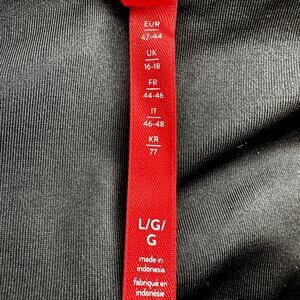 EUR
42-44
UK
16-18
FR
44-46
IT
46-48
KR
77
L/G/
G
made in
indonesia
fabriqué en
indonésie